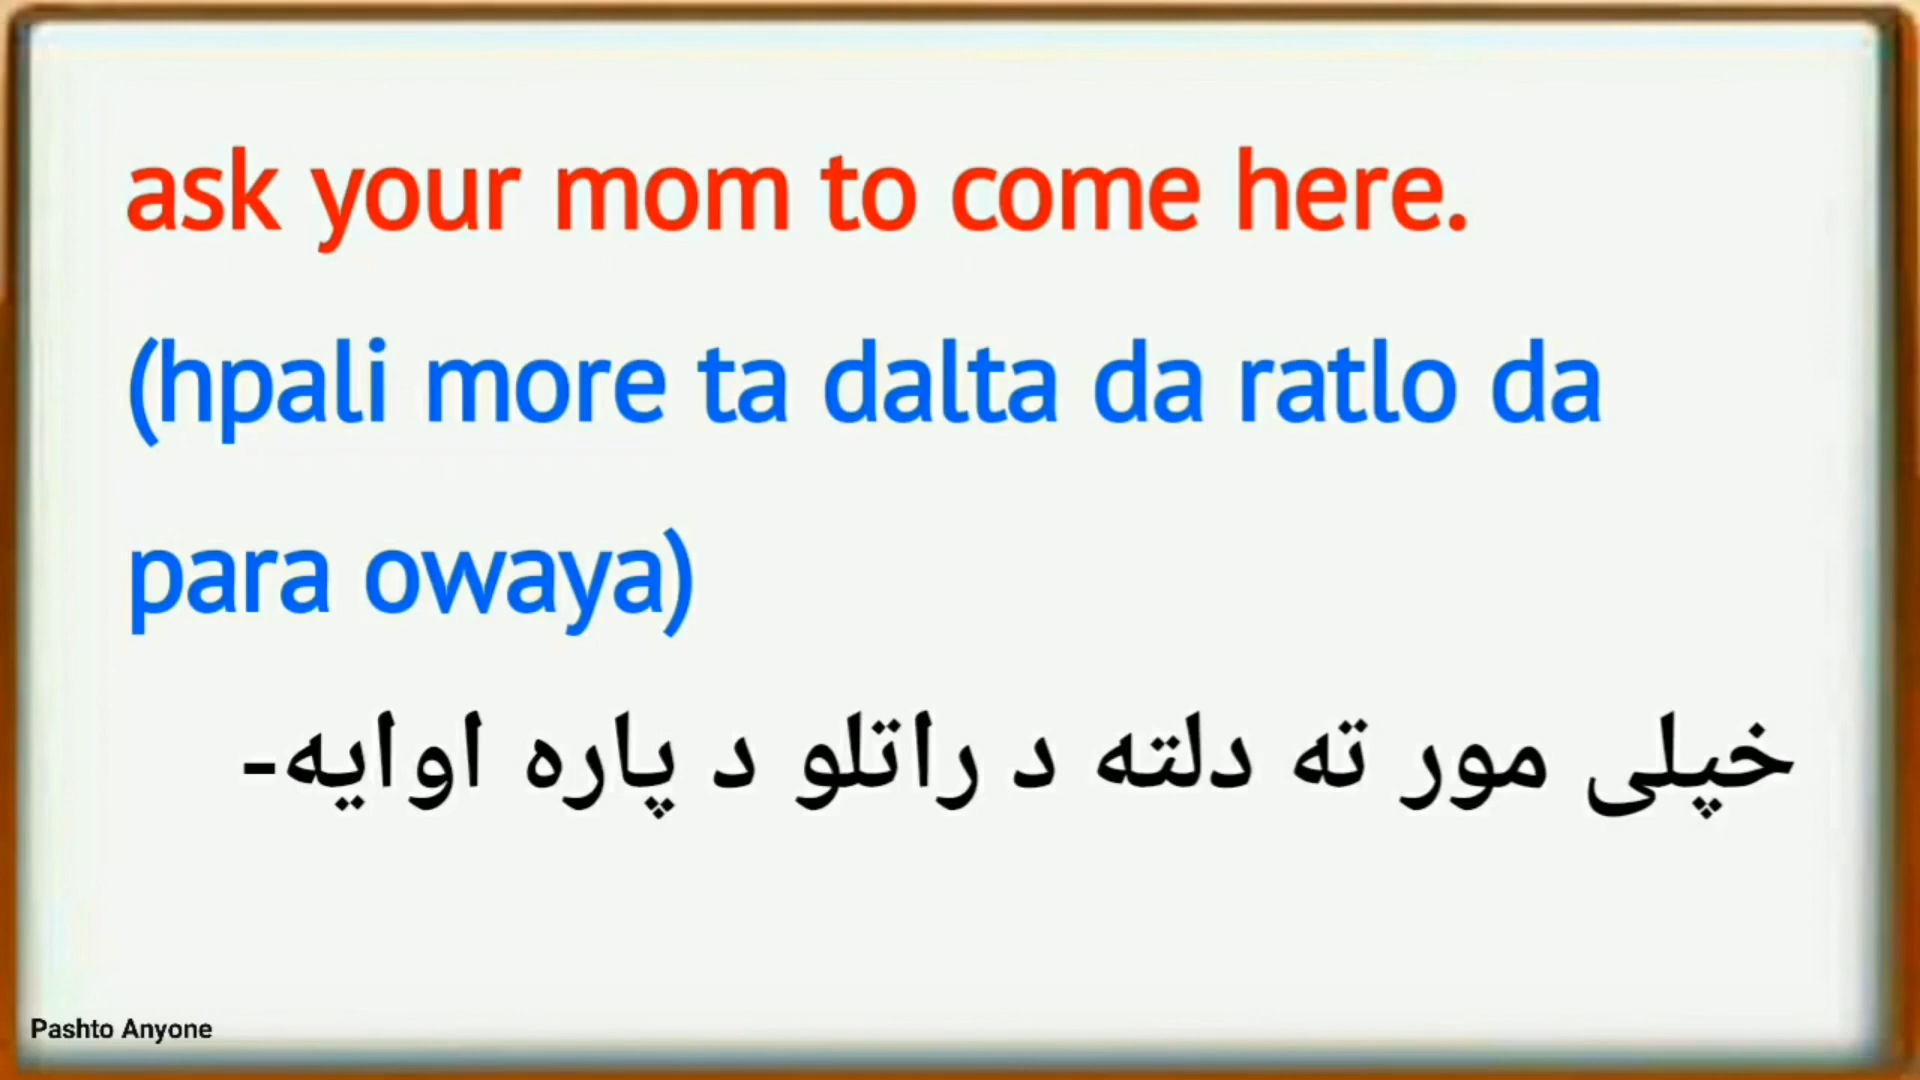 ask your mom to come here.
(hpali more ta dalta da ratlo da
para owaya)
خپلی مور ته دلته د راتلو د پاره اوایه-
Pashto Anyone